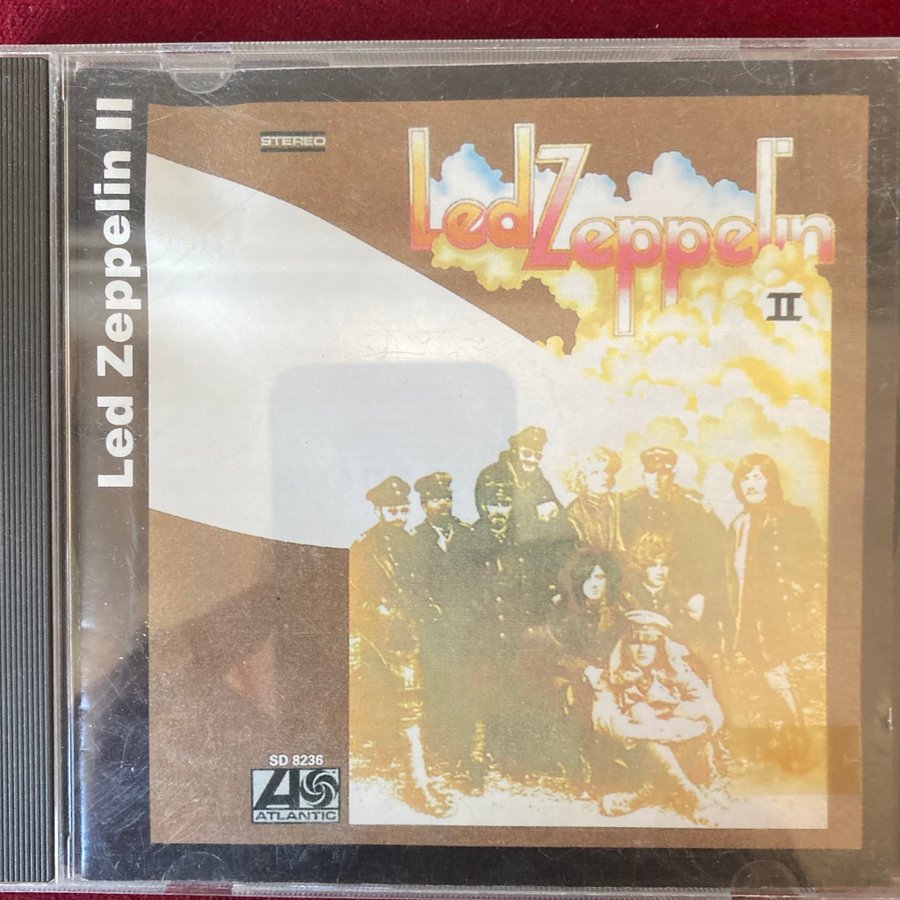 Led Zeppelin II
STEREO
Led Zeppelin
II
SD 8236
ATLANTIC